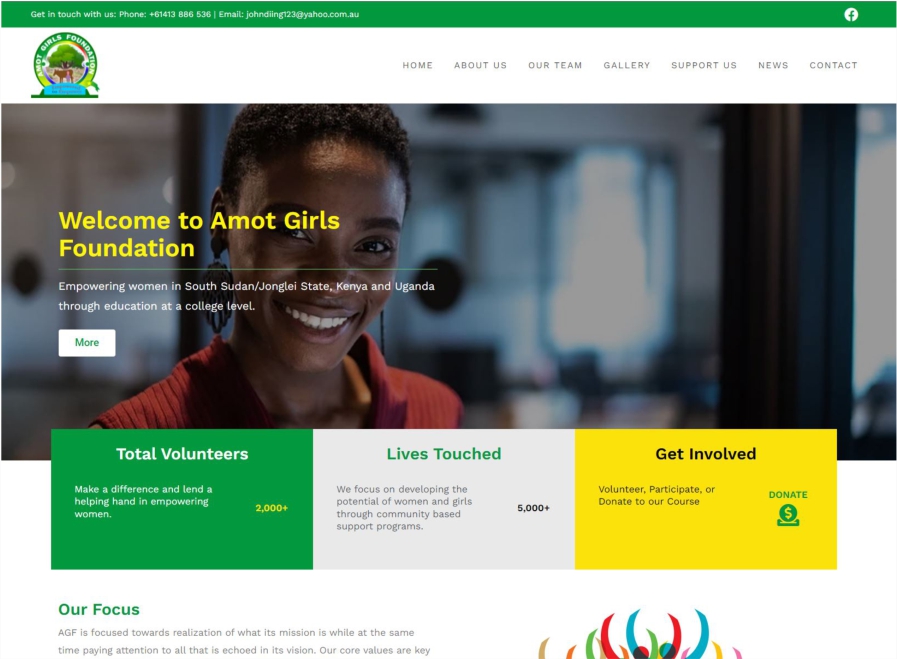 Get in touch with us: Phone: +61413 886 536 | Email: johndiing123@yahoo.com.au
AMOT GIRLS FOUNDATION
HOME ABOUT US OUR TEAM GALLERY SUPPORT US NEWS CONTACT
Welcome to Amot Girls
Foundation
Empowering women in South Sudan/Jonglei State, Kenya and Uganda
through education at a college level.
More
Total Volunteers
Make a difference and lend a
helping hand in empowering
women.
2,000+
Lives Touched
We focus on developing the
potential of women and girls
through community based
support programs.
5,000+
Get Involved
Volunteer, Participate, or
Donate to our Course
DONATE
Our Focus
AGF is focused towards realization of what its mission is while at the same
time paying attention to all that is echoed in its vision. Our core values are key